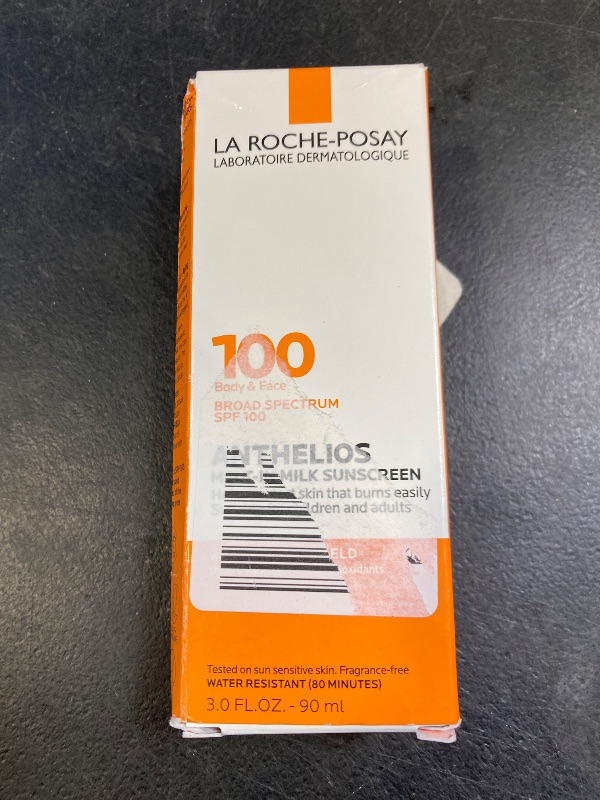 LA ROCHE-POSAY
LABORATOIRE DERMATOLOGIQUE
100
Body & Face
BROAD SPECTRUM
SPF 100
ANTHELIOS
MILK SUNSCREEN
skin that burns easily
and adults
Tested on sun sensitive skin. Fragrance-free
WATER RESISTANT (80 MINUTES)
3.0 FL.OZ. - 90 ml